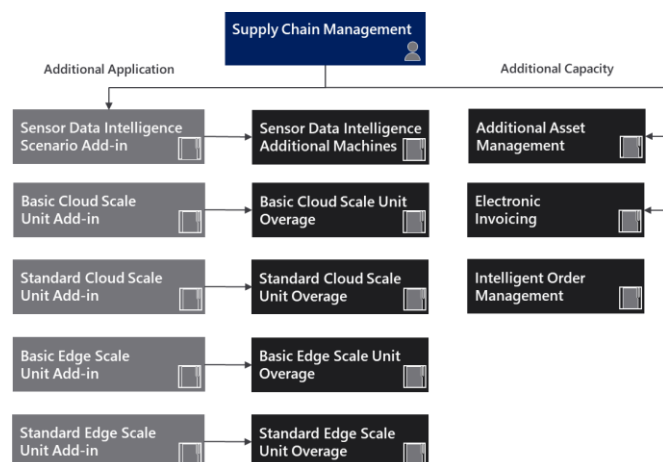 Supply Chain Management
Additional Application
Additional Capacity
Sensor Data Intelligence
Scenario Add-in
Sensor Data Intelligence
Additional Machines
Additional Asset
Management
Basic Cloud Scale
Unit Add-in
Basic Cloud Scale Unit
Overage
Electronic
Invoicing
Standard Cloud Scale
Unit Add-in
Standard Cloud Scale
Unit Overage
Intelligent Order
Management
Basic Edge Scale
Unit Add-in
Basic Edge Scale Unit
Overage
Standard Edge Scale
Unit Add-in
Standard Edge Scale
Unit Overage